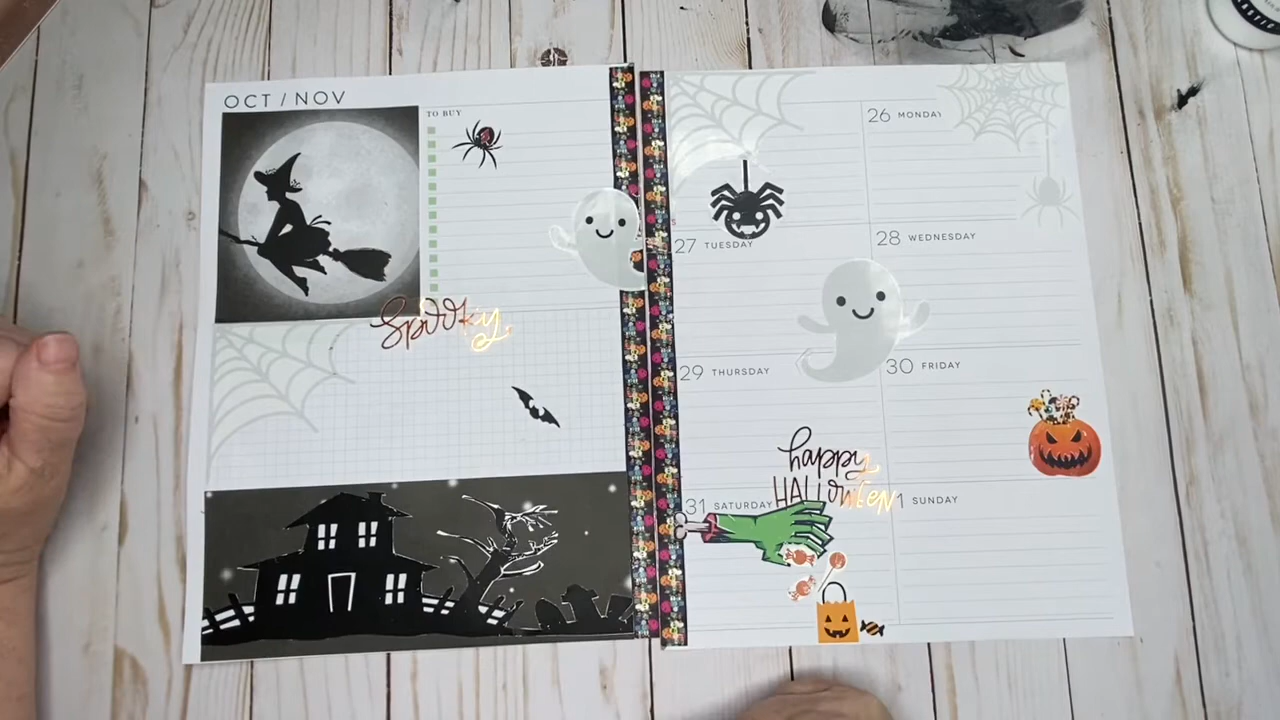 OCT / NOV
TO BUY
Spooky
26 MONDAY
27 TUESDAY
28 WEDNESDAY
29 THURSDAY
30 FRIDAY
happy
HALLOWEEN
31 SATURDAY
1 SUNDAY